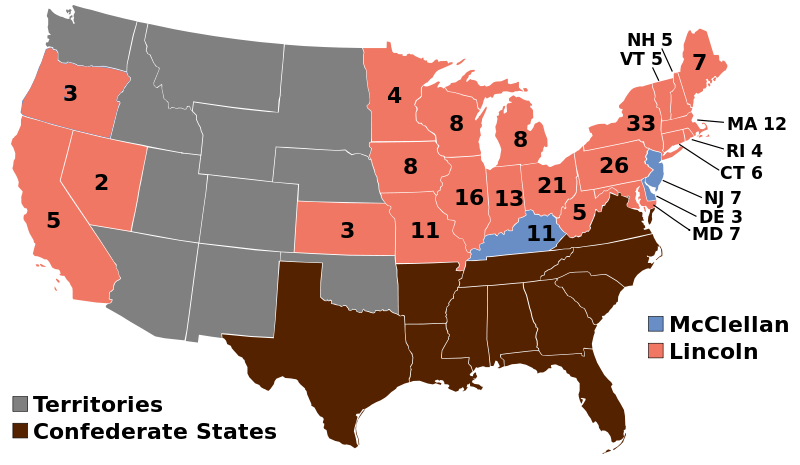 NH 5
VT 5
7
3
4
8
8
33
MA 12
RI 4
CT 6
2
8
26
16
13
21
NJ 7
5
3
11
5
11
DE 3
MD 7
McClellan
Lincoln
Territories
Confederate States